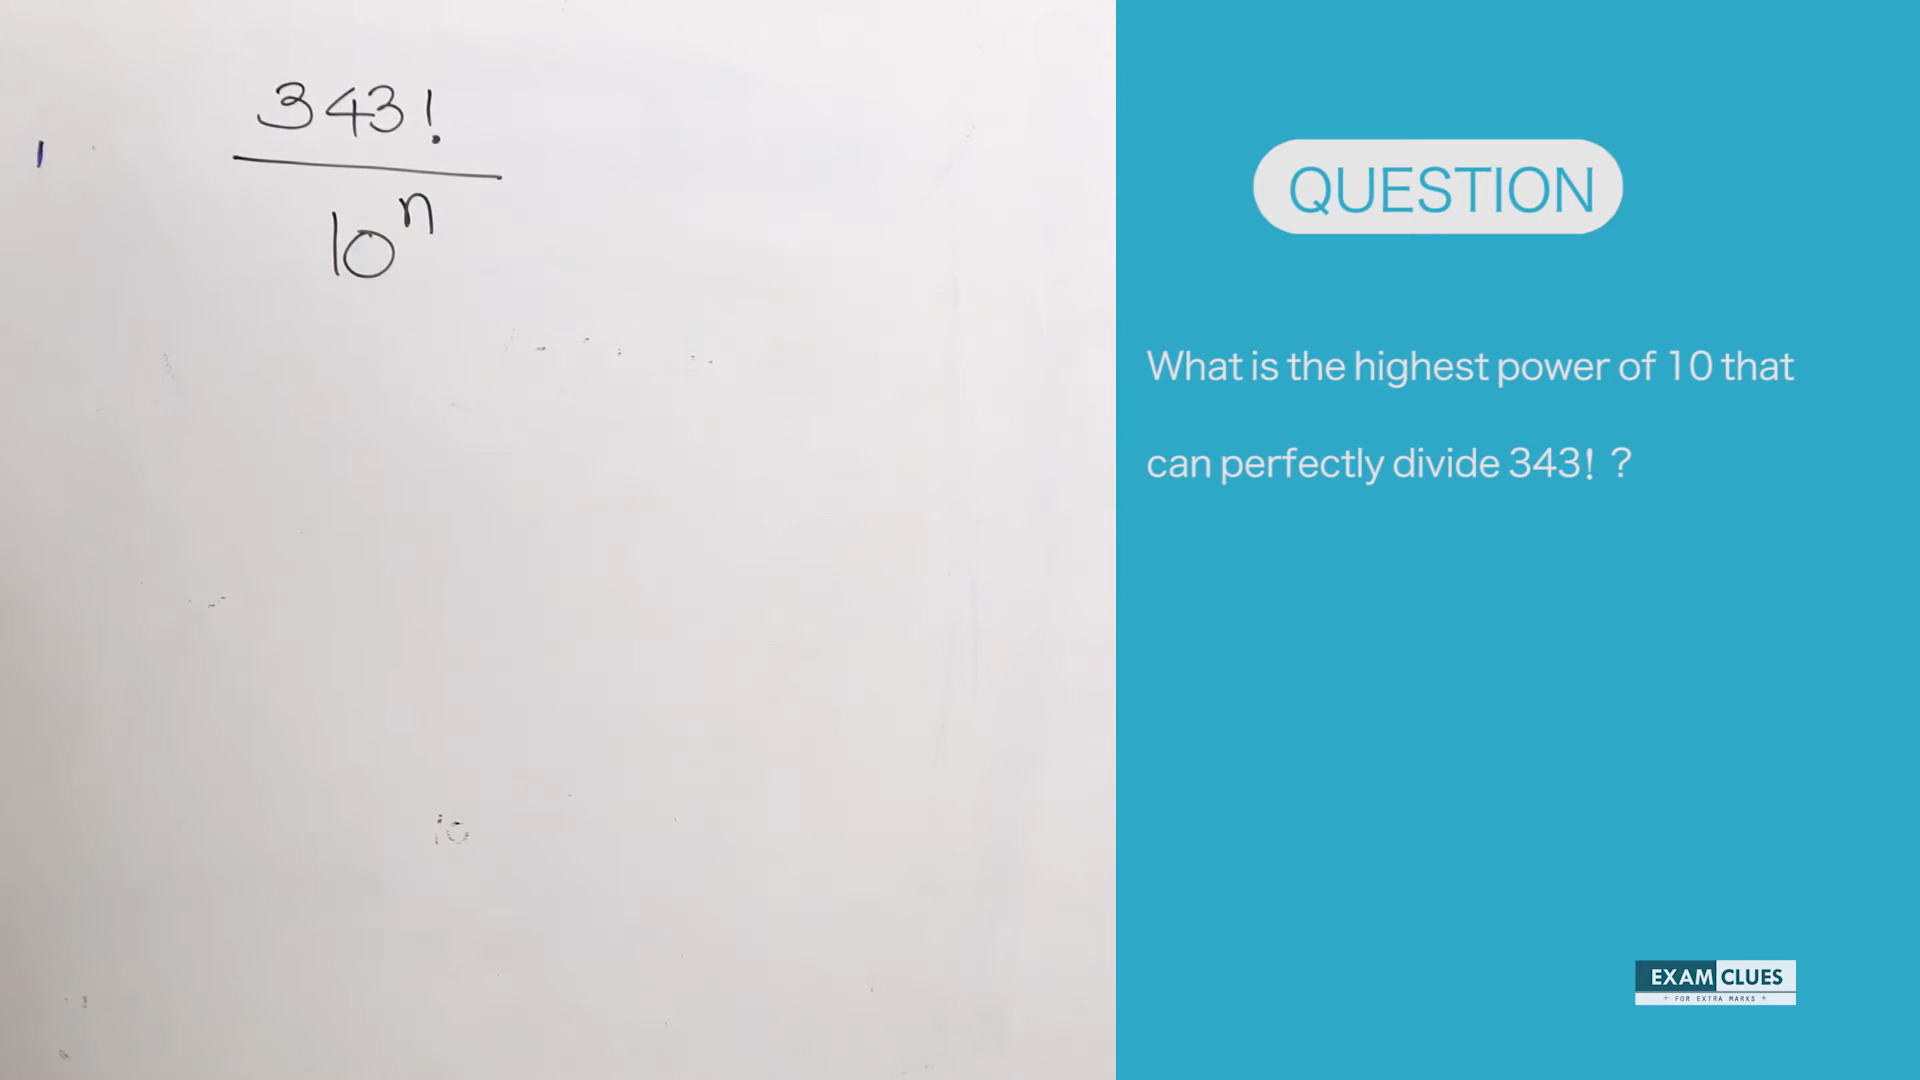 343!
10^n
QUESTION
What is the highest power of 10 that
can perfectly divide 343! ?
EXAM CLUES
+ FOR EXTRA MARKS +